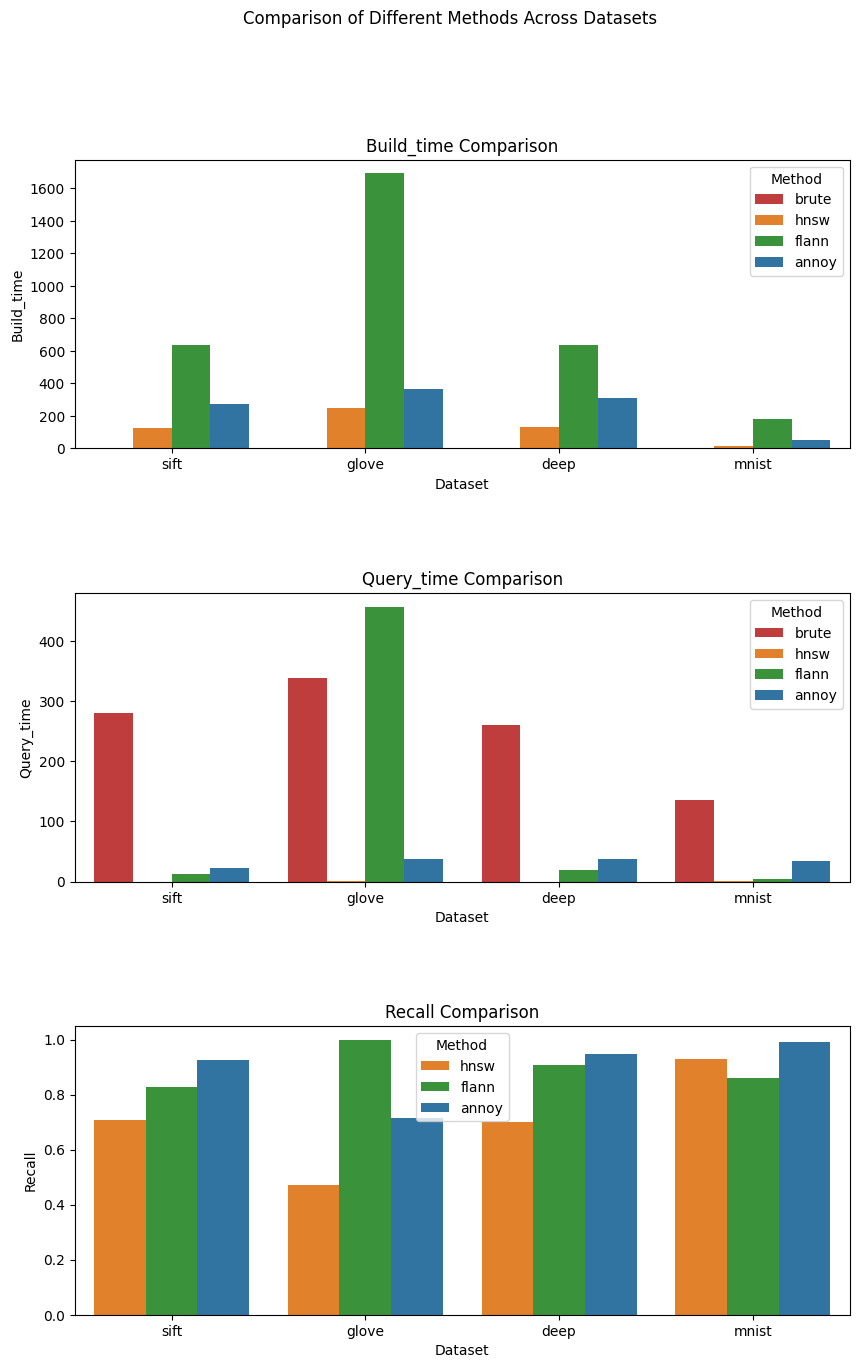 Comparison of Different Methods Across Datasets
Build_time Comparison
Build_time
1600
1400
1200
1000
800
600
400
200
0
Method
brute
hnsw
flann
annoy
sift glove deep mnist
Dataset
Query_time Comparison
Query_time
400
300
200
100
0
Method
brute
hnsw
flann
annoy
sift glove deep mnist
Dataset
Recall Comparison
Recall
1.0
0.8
0.6
0.4
0.2
0.0
Method
hnsw
flann
annoy
sift glove deep mnist
Dataset